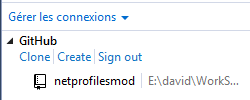 Gérer les connexions
GitHub
Clone Create Sign out
netprofilesmod E:\david\WorkS...